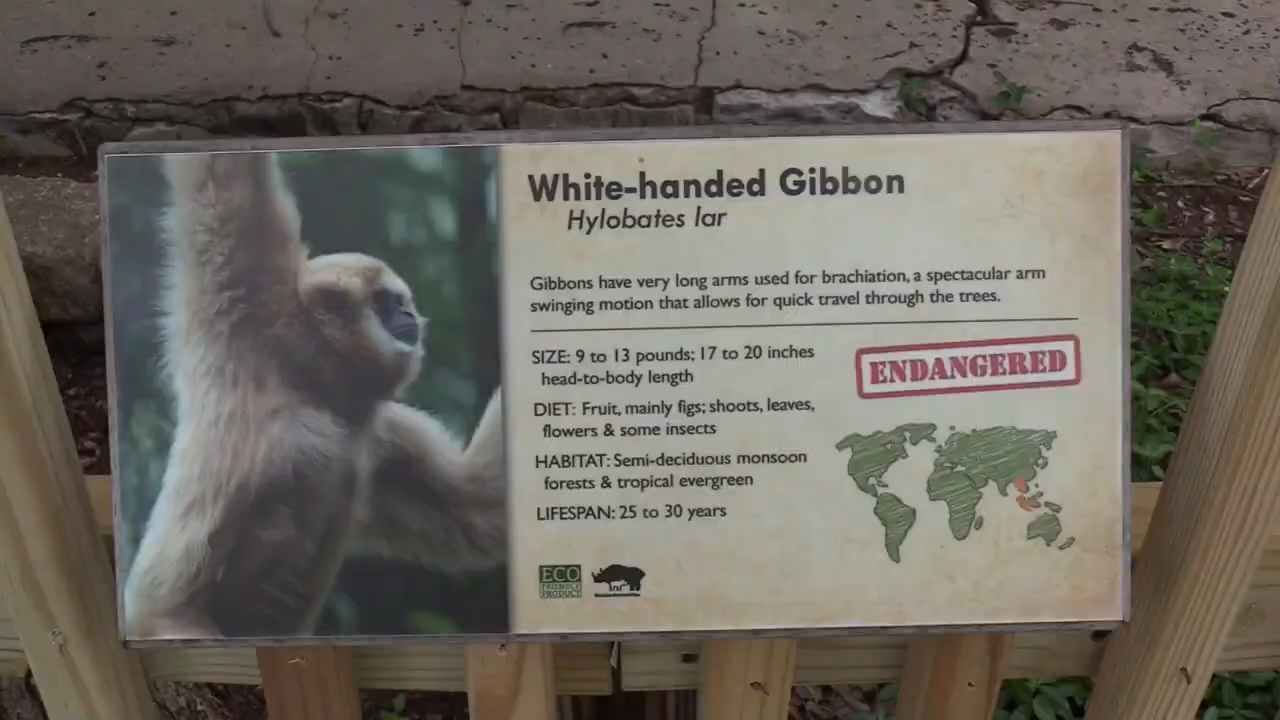 White-handed Gibbon
Hylobates lar
Gibbons have very long arms used for brachiation, a spectacular arm
swinging motion that allows for quick travel through the trees.
SIZE: 9 to 13 pounds; 17 to 20 inches
head-to-body length
ENDANGERED
DIET: Fruit, mainly figs; shoots, leaves,
flowers & some insects
HABITAT: Semi-deciduous monsoon
forests & tropical evergreen
LIFESPAN: 25 to 30 years
ECO
FRIENDLY
PRODUCT